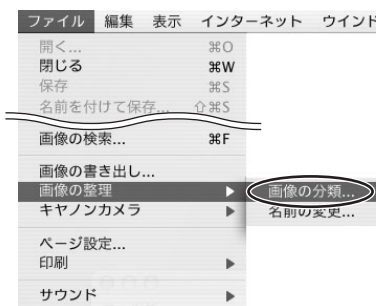 ファイル 編集 表示 インターネット ウインド
開く... ⌘O
閉じる ⌘W
保存 ⌘S
名前を付けて保存... ⇧⌘S
画像の検索... ⌘F
画像の書き出し...
画像の整理 ▶ 画像の分類...
キヤノンカメラ ▶ 名前の変更...
ページ設定...
印刷 ▶
サウンド ▶